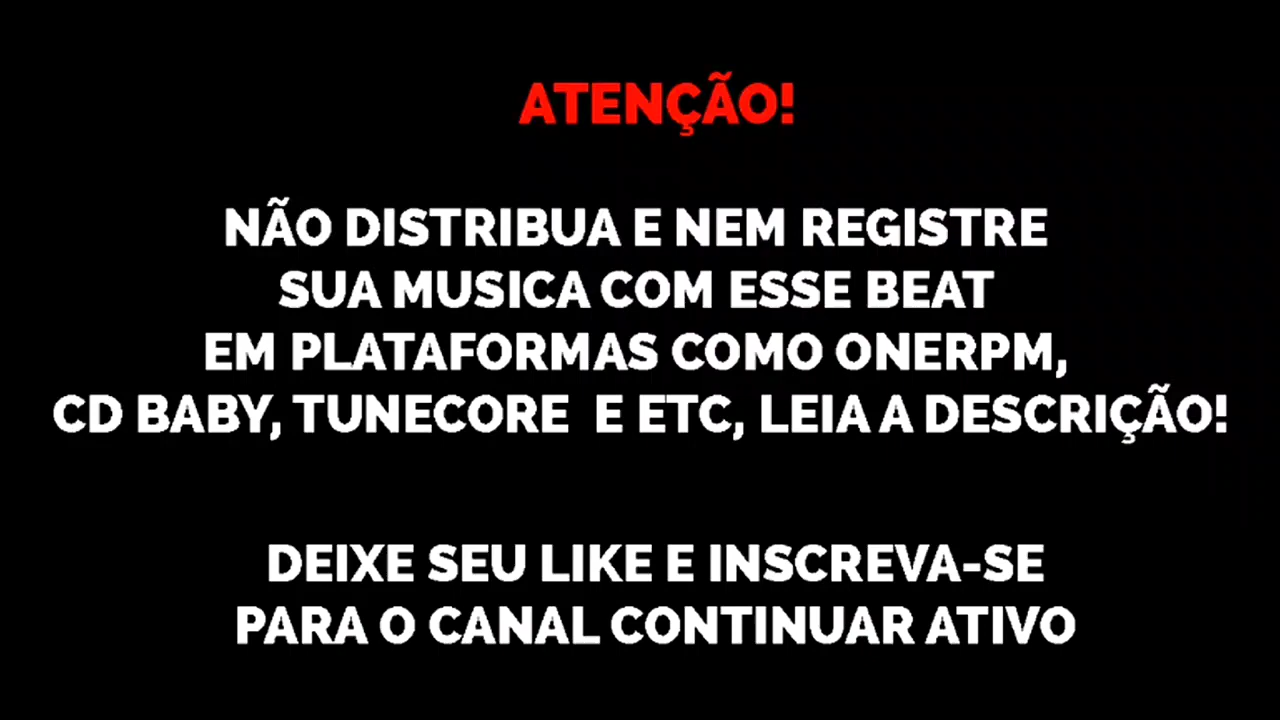 ATENÇÃO!
NÃO DISTRIBUA E NEM REGISTRE
SUA MUSICA COM ESSE BEAT
EM PLATAFORMAS COMO ONERPM,
CD BABY, TUNECORE E ETC, LEIA A DESCRIÇÃO!
DEIXE SEU LIKE E INSCREVA-SE
PARA O CANAL CONTINUAR ATIVO